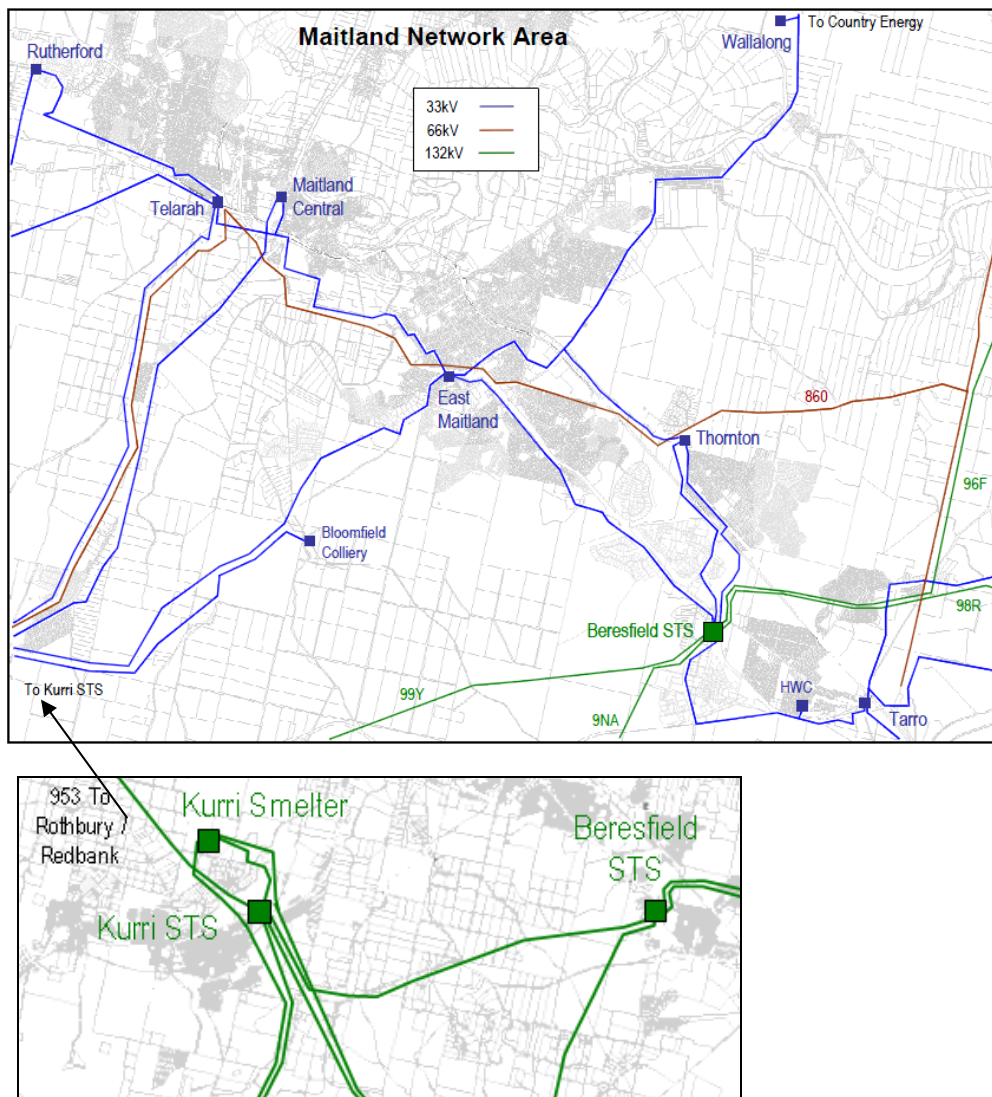 Maitland Network Area
To Country Energy
Wallalong
Rutherford
33kV
66kV
132kV
Maitland
Central
Telarah
East
Maitland
860
Thornton
96F
Bloomfield
Colliery
Beresfield STS
98R
To Kurri STS
99Y
HWC
9NA
Tarro
953 To
Rothbury /
Redbank
Kurri Smelter
Beresfield
STS
Kurri STS